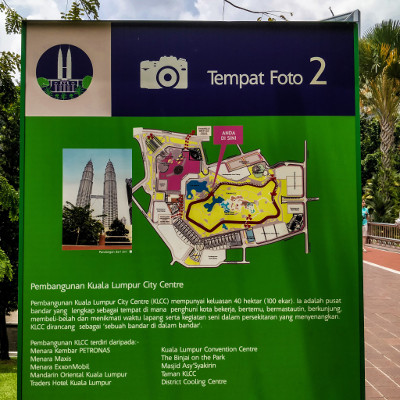 Tempat Foto 2
ANDA
DI SINI
Pembangunan Kuala Lumpur City Centre
Pembangunan Kuala Lumpur City Centre (KLCC) mempunyai keluasan 40 hektar (100 ekar). Ia adalah pusat
bandar yang lengkap sebagai tempat di mana penghuni kota bekerja, bertemu, bermastautin, berkunjung,
membeli-belah dan menikmati waktu lapang serta kegiatan seni dalam persekitaran yang menyenangkan.
KLCC dirancang sebagai 'sebuah bandar di dalam bandar'.
Pembangunan KLCC terdiri daripada:-
Menara Kembar PETRONAS
Menara Maxis
Menara ExxonMobil
Mandarin Oriental Kuala Lumpur
Traders Hotel Kuala Lumpur
Kuala Lumpur Convention Centre
The Binjai on the Park
Masjid Asy'Syakirin
Taman KLCC
District Cooling Centre